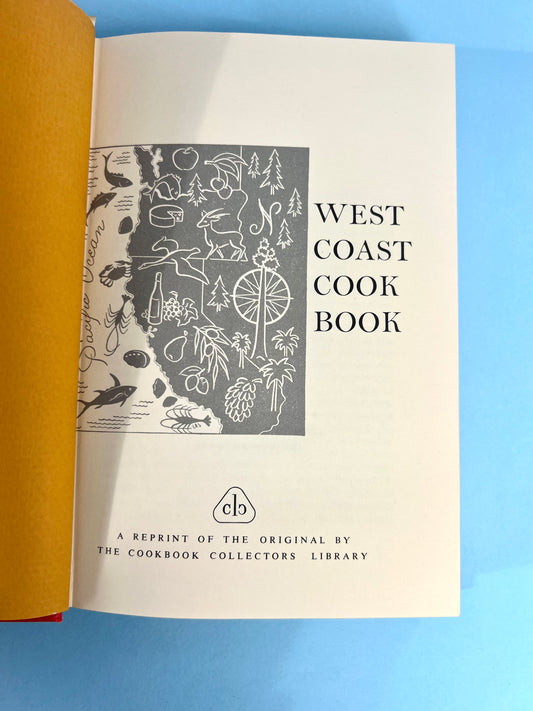 Pacific Ocean
N
WEST
COAST
COOK
BOOK
clc
A REPRINT OF THE ORIGINAL BY
THE COOKBOOK COLLECTORS LIBRARY